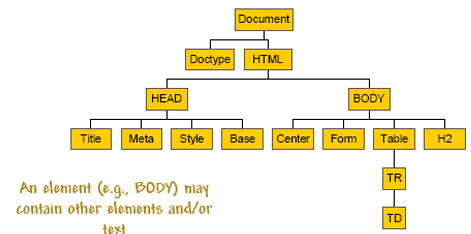 Document
Doctype HTML
HEAD BODY
Title Meta Style Base Center Form Table H2
TR
An element (e.g., BODY) may
contain other elements and/or
TD
text